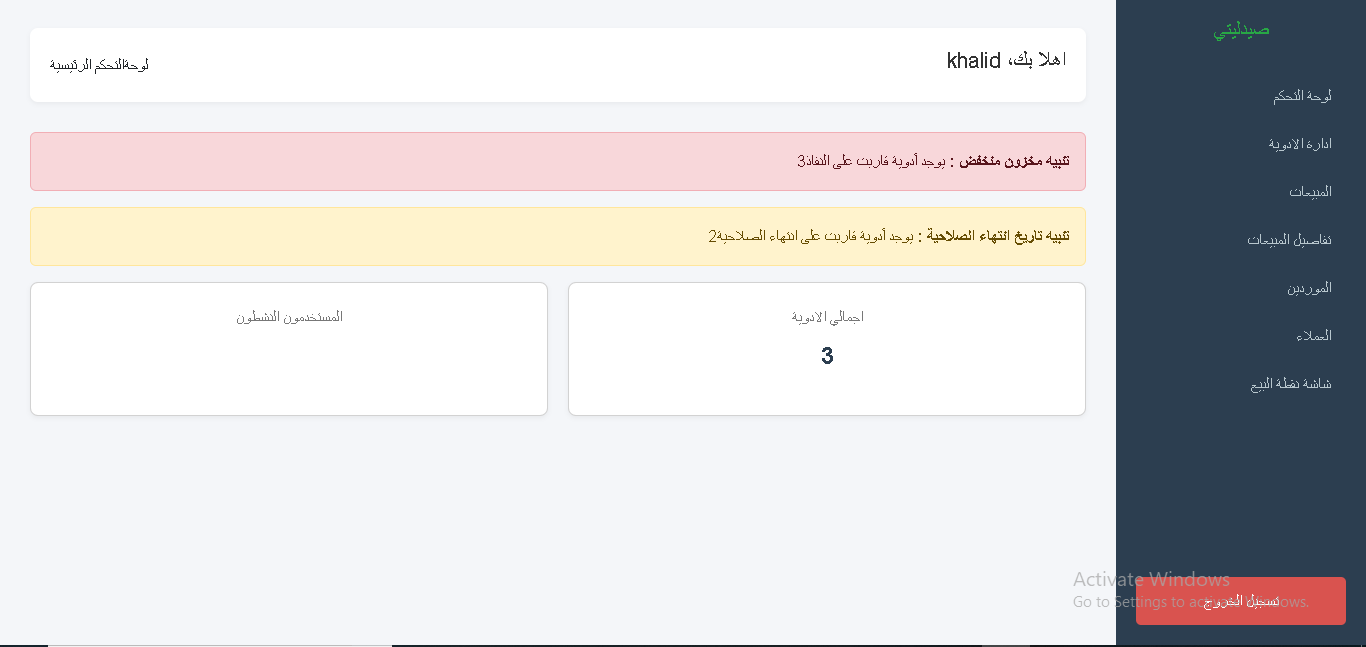 صيدليتي
لوحة التحكم
ادارة الادوية
المبيعات
تفاصيل المبيعات
الموردين
العملاء
شاشة نقطة البيع
تسجيل الخروج
اهلا بك، khalid
لوحةالتحكم الرئيسية
تنبيه مخزون منخفض : يوجد أدوية قاربت على النفاذ3
تنبيه تاريخ انتهاء الصلاحية : يوجد أدوية قاربت على انتهاء الصلاحية2
اجمالي الادوية
3
المستخدمون النشطون
Activate Windows
Go to Settings to activate Windows.